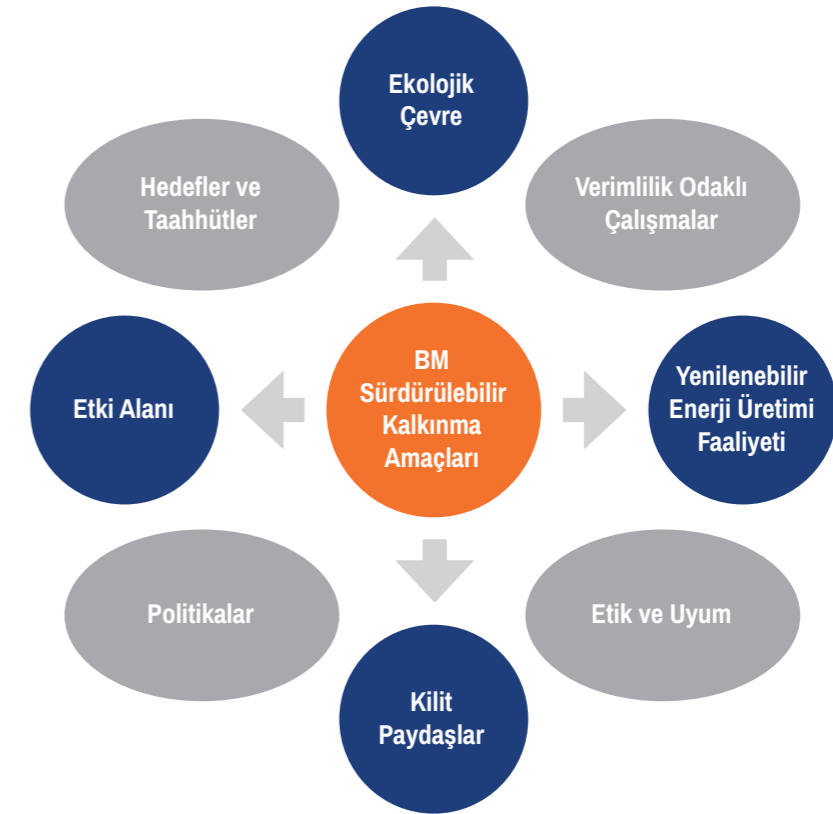 Ekolojik
Çevre
Hedefler ve
Taahhütler
Verimlilik Odaklı
Çalışmalar
Etki Alanı
BM
Sürdürülebilir
Kalkınma
Amaçları
Yenilenebilir
Enerji Üretimi
Faaliyeti
Politikalar
Etik ve Uyum
Kilit
Paydaşlar